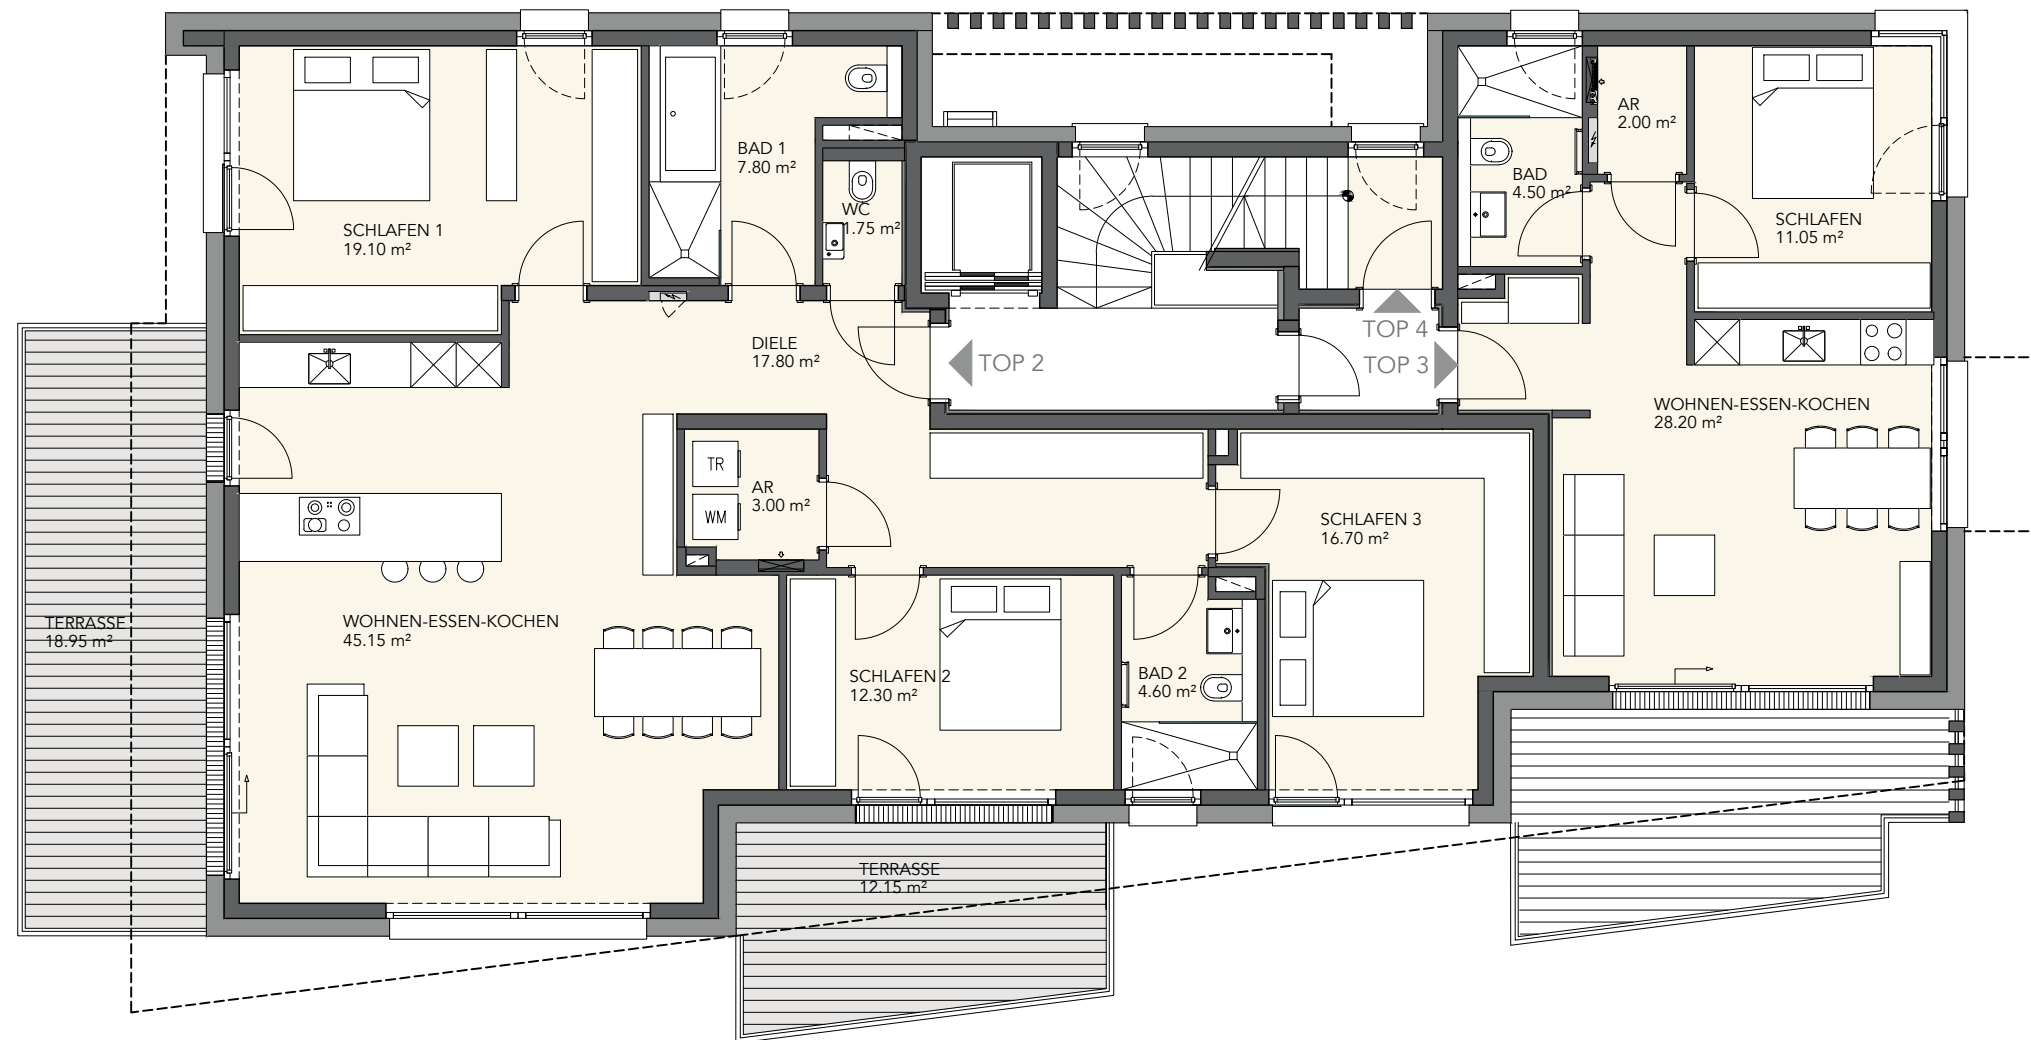 SCHLAFEN 1
19.10 m²
BAD 1
7.80 m²
WC
1.75 m²
BAD
4.50 m²
AR
2.00 m²
SCHLAFEN
11.05 m²
DIELE
17.80 m²
TOP 2
TOP 4
TOP 3
WOHNEN-ESSEN-KOCHEN
28.20 m²
TR
WM
AR
3.00 m²
SCHLAFEN 3
16.70 m²
TERRASSE
18.95 m²
WOHNEN-ESSEN-KOCHEN
45.15 m²
SCHLAFEN 2
12.30 m²
BAD 2
4.60 m²
TERRASSE
12.15 m²